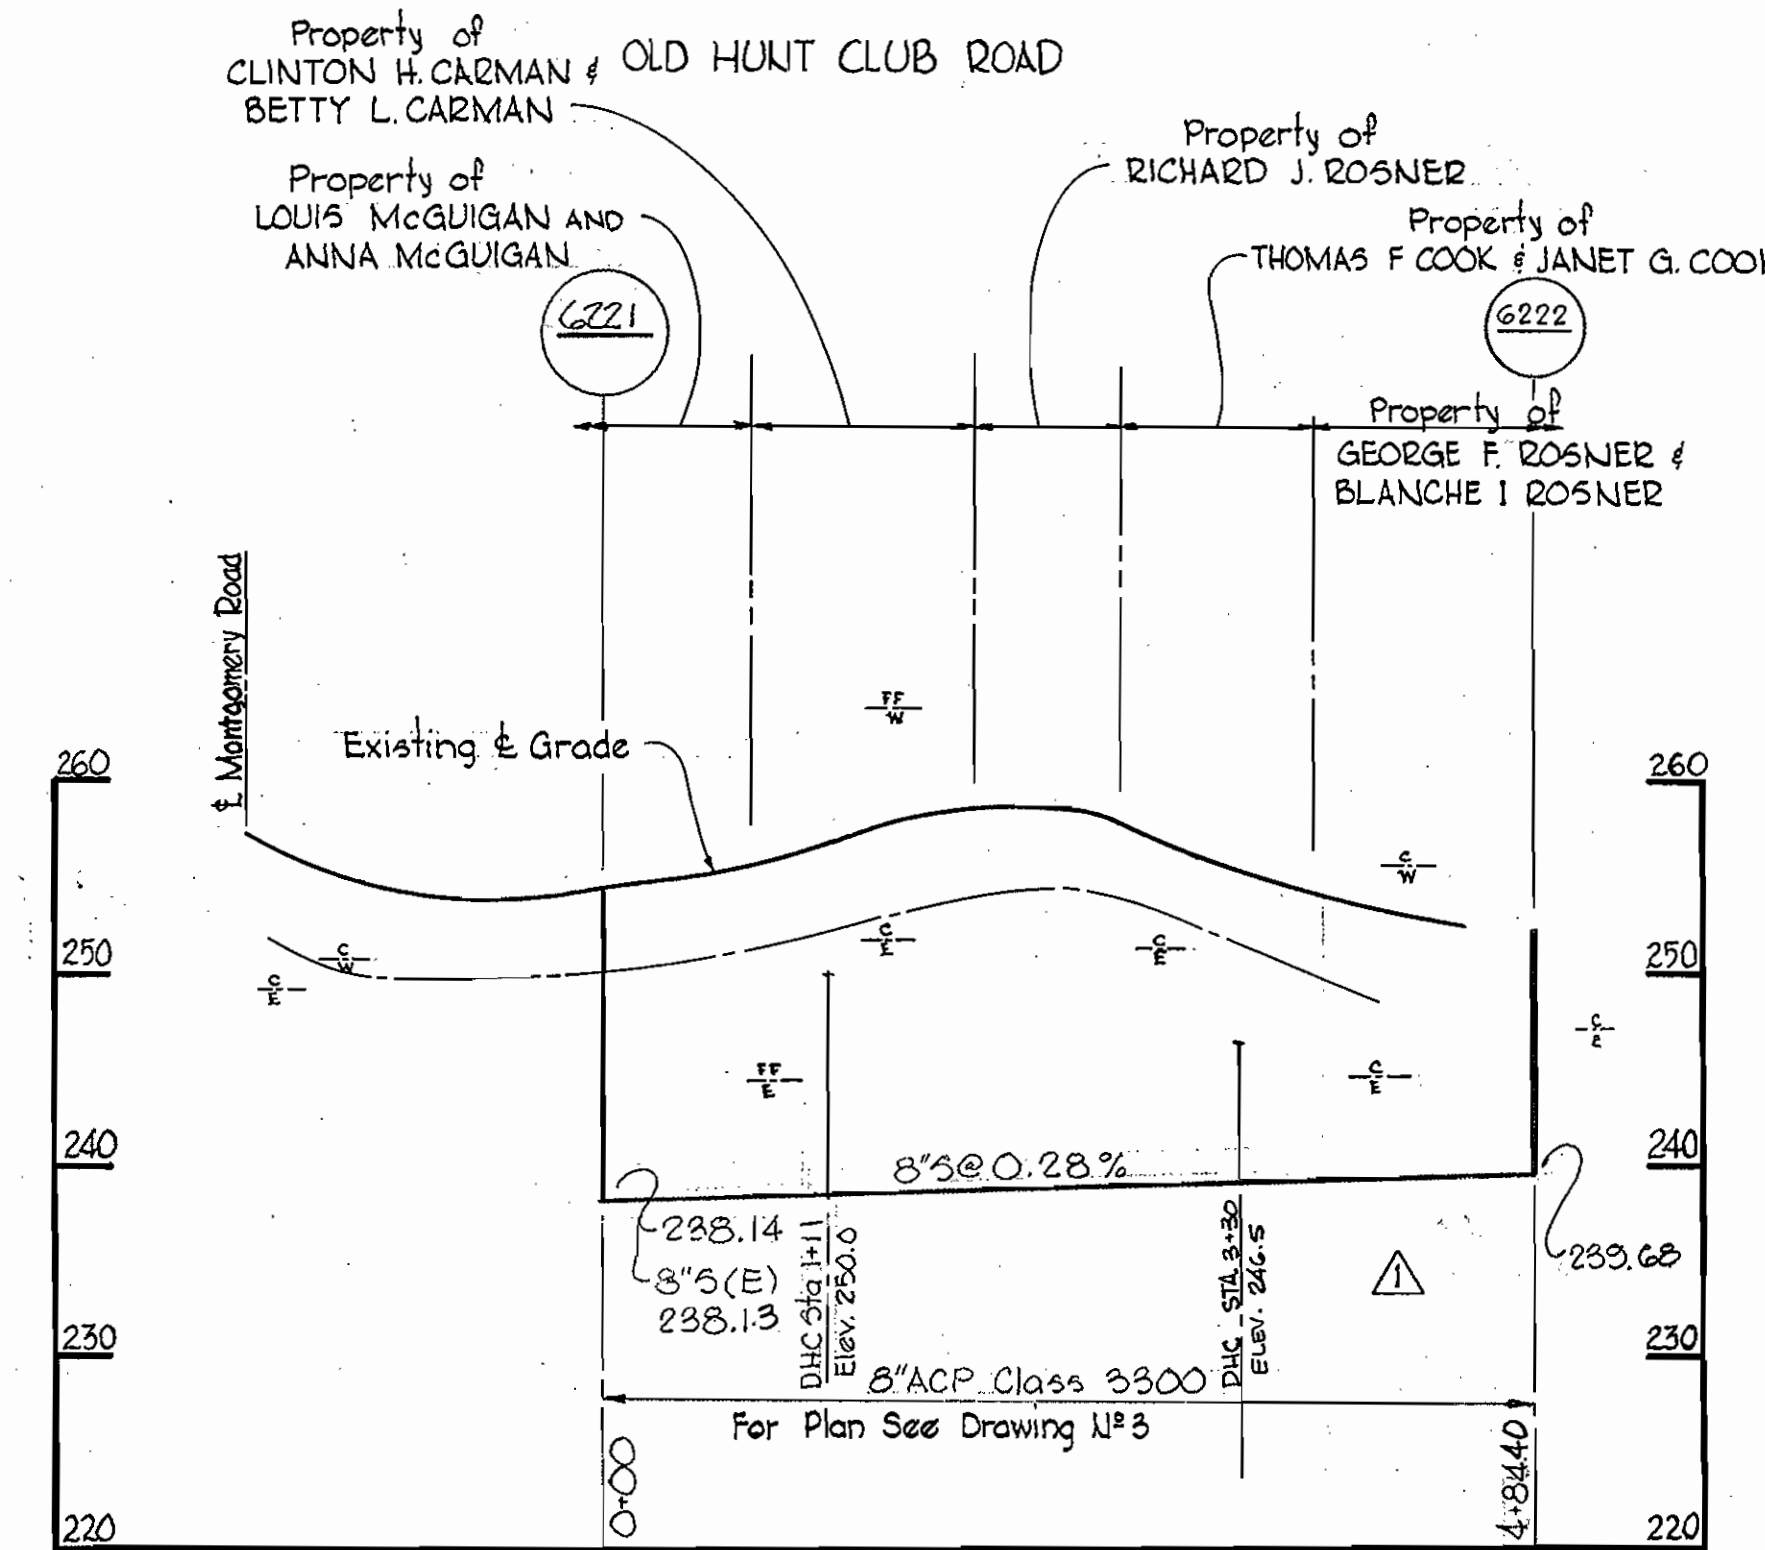 Property of
CLINTON H. CARMAN &
BETTY L. CARMAN
OLD HUNT CLUB ROAD
Property of
LOUIS McGUIGAN AND
ANNA McGUIGAN
Property of
RICHARD J. ROSNER
Property of
THOMAS F COOK & JANET G. COOK
6221
6222
Property of
GEORGE F. ROSNER &
BLANCHE I ROSNER
℄ Montgomery Road
FF
W
Existing ℄ Grade
260
260
C
W
C
E
C
E
C
W
250
250
C
E
C
E
FF
E
C
E
240
240
8"S@0.28%
238.14
8"S(E)
238.13
DHC Sta 1+11
Elev. 250.0
DHC STA. 3+30
ELEV. 246.5
1
239.68
230
230
8"ACP Class 3300
For Plan See Drawing Nº 3
0+00
4+84.40
220
220